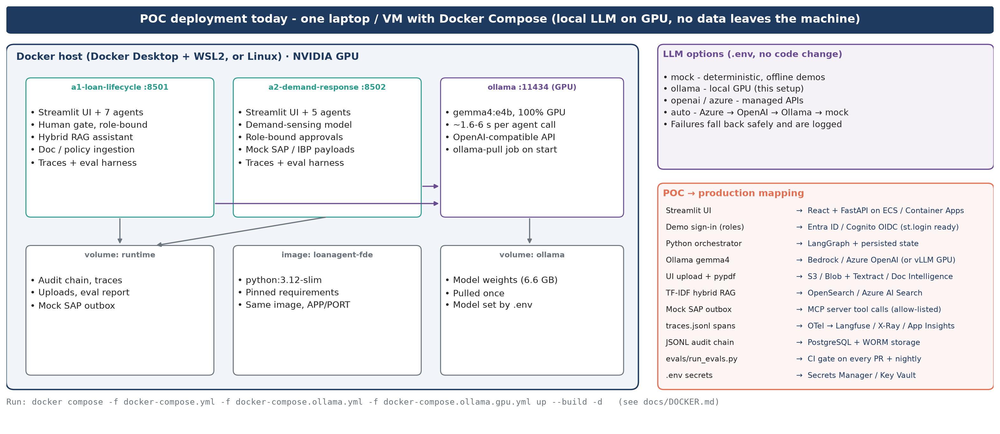 POC deployment today - one laptop / VM with Docker Compose (local LLM on GPU, no data leaves the machine)
Docker host (Docker Desktop + WSL2, or Linux) · NVIDIA GPU
a1-loan-lifecycle :8501
• Streamlit UI + 7 agents
• Human gate, role-bound
• Hybrid RAG assistant
• Doc / policy ingestion
• Traces + eval harness
a2-demand-response :8502
• Streamlit UI + 5 agents
• Demand-sensing model
• Role-bound approvals
• Mock SAP / IBP payloads
• Traces + eval harness
ollama :11434 (GPU)
• gemma4:e4b, 100% GPU
• ~1.6-6 s per agent call
• OpenAI-compatible API
• ollama-pull job on start
volume: runtime
• Audit chain, traces
• Uploads, eval report
• Mock SAP outbox
image: loanagent-fde
• python:3.12-slim
• Pinned requirements
• Same image, APP/PORT
volume: ollama
• Model weights (6.6 GB)
• Pulled once
• Model set by .env
LLM options (.env, no code change)
• mock - deterministic, offline demos
• ollama - local GPU (this setup)
• openai / azure - managed APIs
• auto - Azure → OpenAI → Ollama → mock
• Failures fall back safely and are logged
POC → production mapping
Streamlit UI → React + FastAPI on ECS / Container Apps
Demo sign-in (roles) → Entra ID / Cognito OIDC (st.login ready)
Python orchestrator → LangGraph + persisted state
Ollama gemma4 → Bedrock / Azure OpenAI (or vLLM GPU)
UI upload + pypdf → S3 / Blob + Textract / Doc Intelligence
TF-IDF hybrid RAG → OpenSearch / Azure AI Search
Mock SAP outbox → MCP server tool calls (allow-listed)
traces.jsonl spans → OTel → Langfuse / X-Ray / App Insights
JSONL audit chain → PostgreSQL + WORM storage
evals/run_evals.py → CI gate on every PR + nightly
.env secrets → Secrets Manager / Key Vault
Run: docker compose -f docker-compose.yml -f docker-compose.ollama.yml -f docker-compose.ollama.gpu.yml up --build -d (see docs/DOCKER.md)